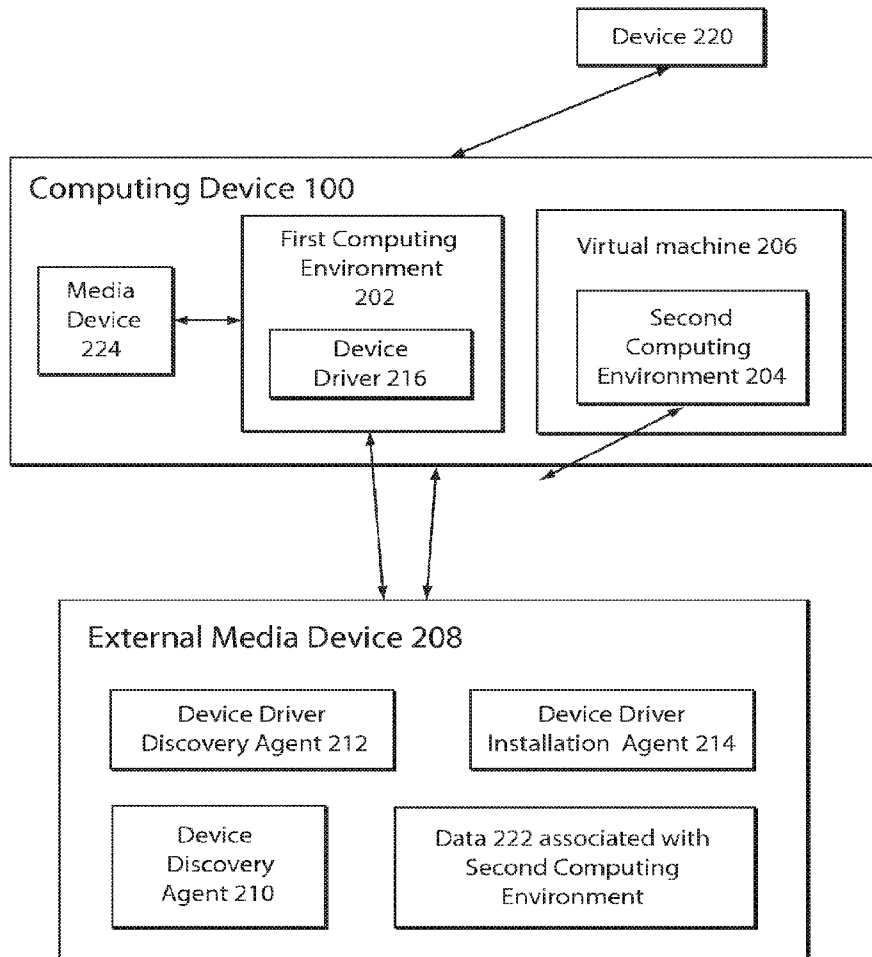 Device 220
Computing Device 100
First Computing
Environment
202
Virtual machine 206
Media
Device
224
Device
Driver 216
Second
Computing
Environment 204
External Media Device 208
Device Driver
Discovery Agent 212
Device Driver
Installation Agent 214
Device
Discovery
Agent 210
Data 222 associated with
Second Computing
Environment